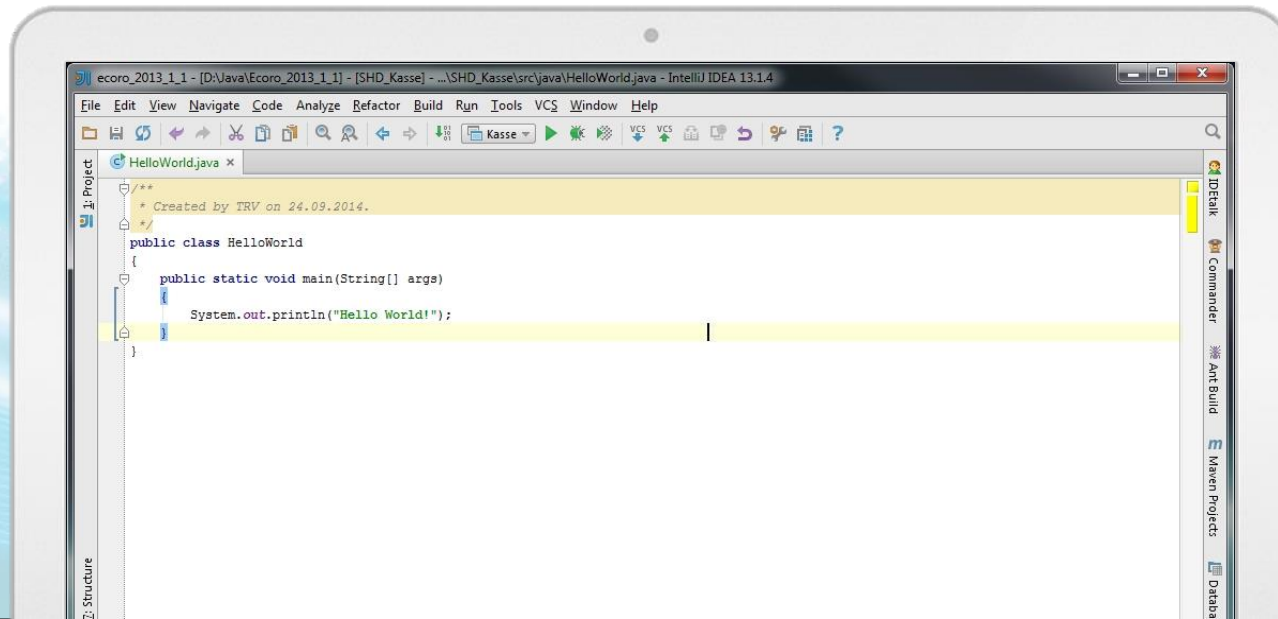 ecoro_2013_1_1 - [D:\Java\Ecoro_2013_1_1] - [SHD_Kasse] - ...\SHD_Kasse\src\java\HelloWorld.java - IntelliJ IDEA 13.1.4
File Edit View Navigate Code Analyze Refactor Build Run Tools VCS Window Help
Kasse
VCS VCS
?
1: Project
HelloWorld.java
/**
* Created by TRV on 24.09.2014.
*/
public class HelloWorld
{
public static void main(String[] args)
{
System.out.println("Hello World!");
}
}
IDEtalk
Commander
Ant Build
m Maven Projects
Databa
Z: Structure